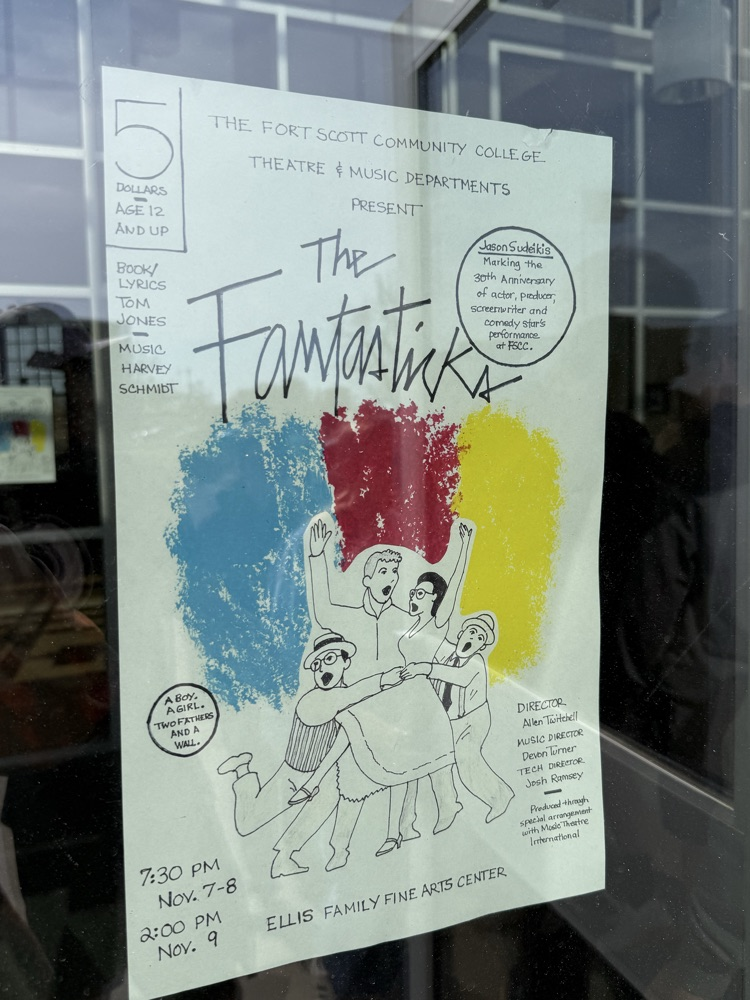 5
DOLLARS
AGE 12
AND UP
THE FORT SCOTT COMMUNITY COLLEGE
THEATRE & MUSIC DEPARTMENTS
PRESENT
The
Fantasticks
Jason Sudeikis
Marking the
30th Anniversary
of actor, producer,
screenwriter and
comedy star's
performance
at FSCC.
BOOK/
LYRICS
TOM
JONES
MUSIC
HARVEY
SCHMIDT
A BOY.
A GIRL.
TWO FATHERS
AND A
WALL.
DIRECTOR
Allen Twitchell
MUSIC DIRECTOR
Devon Turner
TECH DIRECTOR
Josh Ramsey
Produced through
special arrangement
with Music Theatre
International
7:30 PM
NOV. 7-8
2:00 PM
NOV. 9
ELLIS FAMILY FINE ARTS CENTER